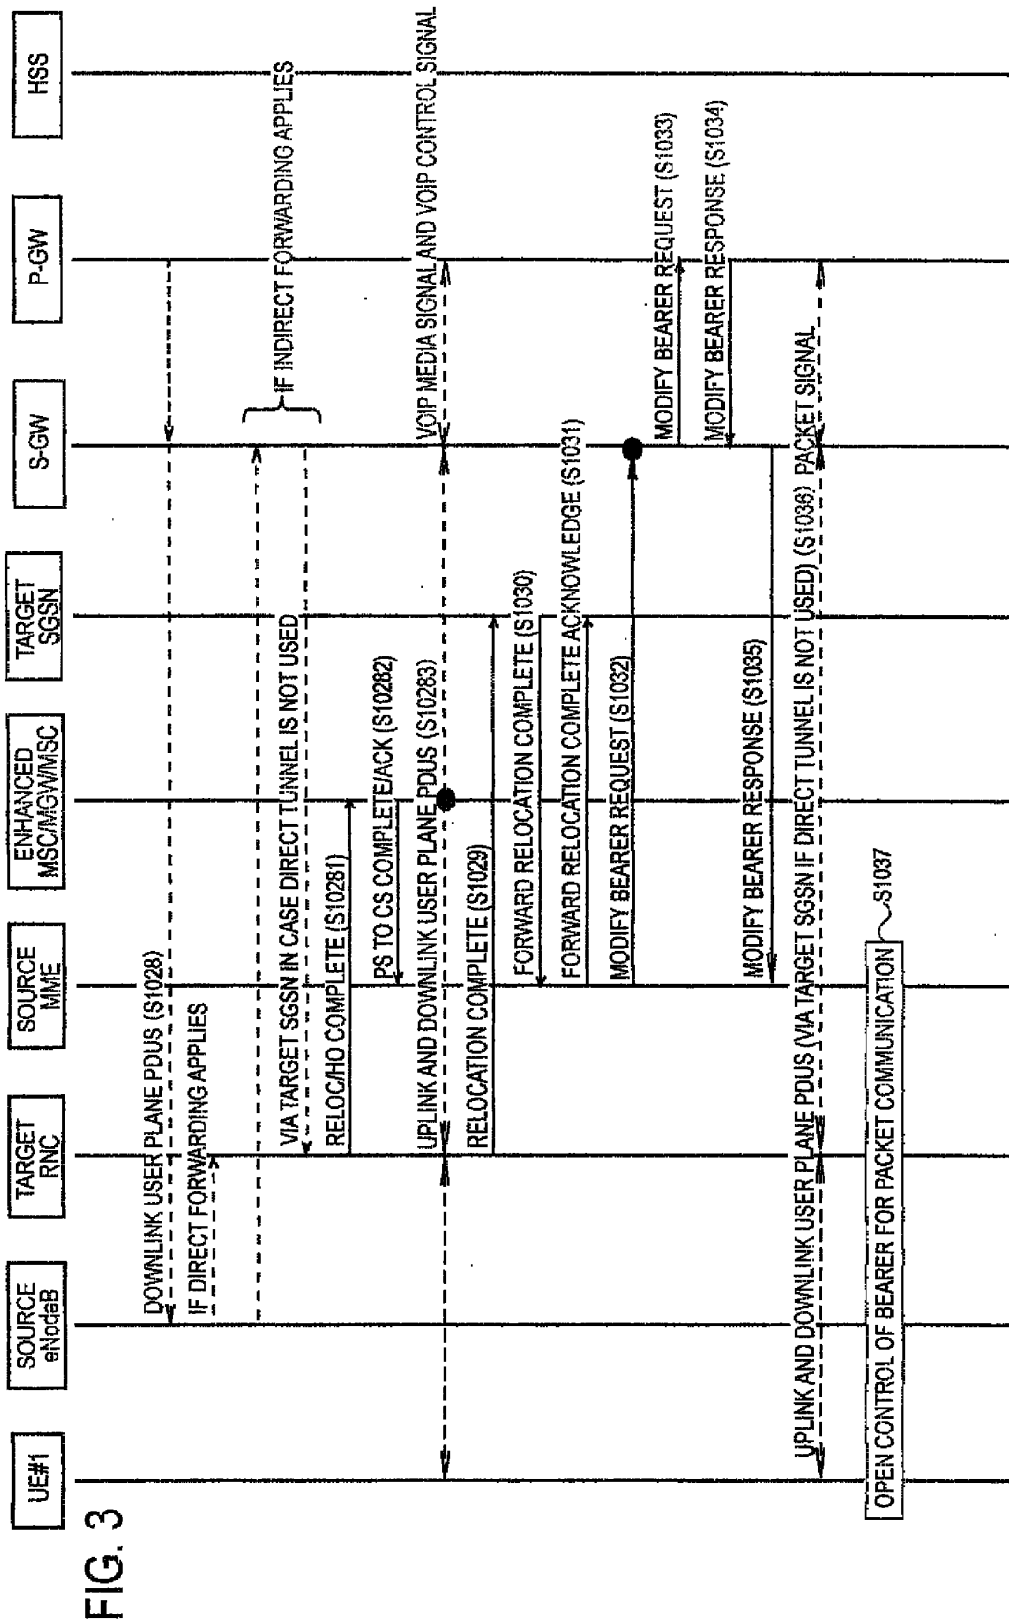 FIG. 3
UE#1
SOURCE
eNodeB
TARGET
RNC
SOURCE
MME
ENHANCED
MSC/MGW/MSC
TARGET
SGSN
S-GW
P-GW
HSS
DOWNLINK USER PLANE PDUS (S1028)
IF DIRECT FORWARDING APPLIES
IF INDIRECT FORWARDING APPLIES
VIA TARGET SGSN IN CASE DIRECT TUNNEL IS NOT USED
RELOC/HO COMPLETE (S10281)
PS TO CS COMPLETE/ACK (S10282)
UPLINK AND DOWNLINK USER PLANE PDUS (S10283)
VOIP MEDIA SIGNAL AND VOIP CONTROL SIGNAL
RELOCATION COMPLETE (S1029)
FORWARD RELOCATION COMPLETE (S1030)
FORWARD RELOCATION COMPLETE ACKNOWLEDGE (S1031)
MODIFY BEARER REQUEST (S1032)
MODIFY BEARER REQUEST (S1033)
MODIFY BEARER RESPONSE (S1034)
MODIFY BEARER RESPONSE (S1035)
UPLINK AND DOWNLINK USER PLANE PDUS (VIA TARGET SGSN IF DIRECT TUNNEL IS NOT USED) (S1036) PACKET SIGNAL
OPEN CONTROL OF BEARER FOR PACKET COMMUNICATION
S1037